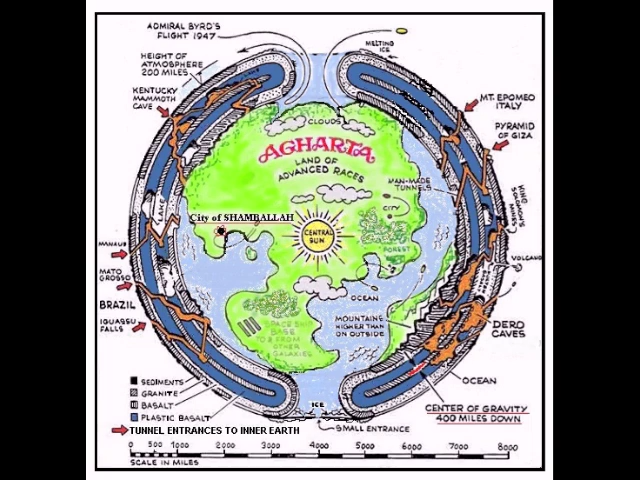 ADMIRAL BYRD'S
FLIGHT 1947
MELTING
ICE
HEIGHT OF
ATMOSPHERE
200 MILES
KENTUCKY
MAMMOTH
CAVE
MT. EPOMEO
ITALY
PYRAMID
OF GIZA
CLOUDS
AGHARTA
LAND OF
ADVANCED RACES
MAN-MADE
TUNNELS
KING
SOLOMON'S
MINES
LAKE
City of SHAMBALLAH
CITY
CENTRAL
SUN
FOREST
MANAUS
VOLCANO
MATO
GROSSO
OCEAN
BRAZIL
IGUASSU
FALLS
SPACE SHIP
BASE
TO & FROM
OTHER
GALAXIES
MOUNTAINS
HIGHER THAN
ON OUTSIDE
DERO
CAVES
SEDIMENTS
GRANITE
BASALT
PLASTIC BASALT
OCEAN
ICE
CENTER OF GRAVITY
400 MILES DOWN
TUNNEL ENTRANCES TO INNER EARTH
SMALL ENTRANCE
0 500 1000 2000 3000 4000 5000 6000 7000 8000
SCALE IN MILES